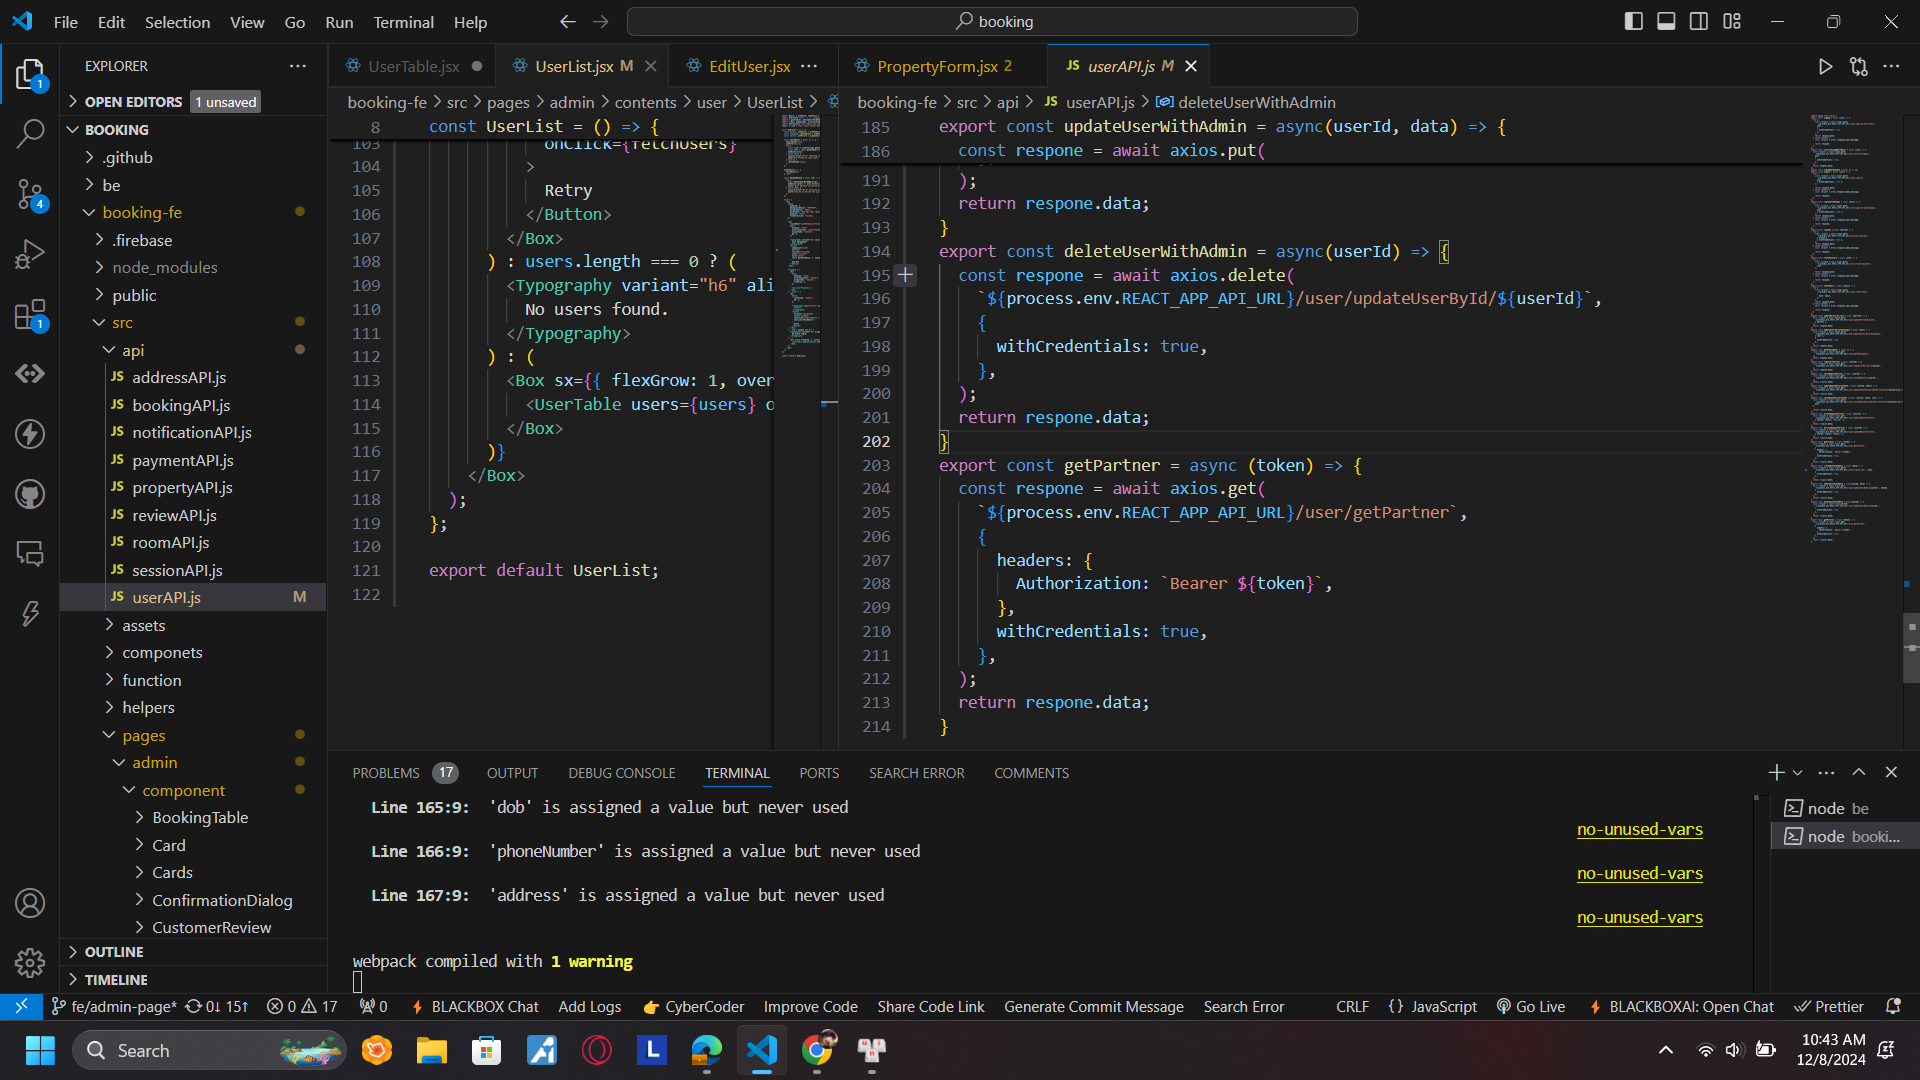 File Edit Selection View Go Run Terminal Help
booking
EXPLORER
OPEN EDITORS 1 unsaved
BOOKING
.github
be
booking-fe
.firebase
node_modules
public
src
api
JS addressAPI.js
JS bookingAPI.js
JS notificationAPI.js
JS paymentAPI.js
JS propertyAPI.js
JS reviewAPI.js
JS roomAPI.js
JS sessionAPI.js
JS userAPI.js M
assets
componets
function
helpers
pages
admin
component
BookingTable
Card
Cards
ConfirmationDialog
CustomerReview
OUTLINE
TIMELINE
1
4
1
UserTable.jsx
UserList.jsx M
EditUser.jsx
booking-fe > src > pages > admin > contents > user > UserList >
8 const UserList = () => {
103 onClick={fetchUsers}
104 >
105 Retry
106 </Button>
107 </Box>
108 ) : users.length === 0 ? (
109 <Typography variant="h6" ali
110 No users found.
111 </Typography>
112 ) : (
113 <Box sx={{ flexGrow: 1, over
114 <UserTable users={users} o
115 </Box>
116 )}
117 </Box>
118 );
119 };
120
121 export default UserList;
122
PropertyForm.jsx 2
JS userAPI.js M
booking-fe > src > api > JS userAPI.js > deleteUserWithAdmin
185 export const updateUserWithAdmin = async(userId, data) => {
186 const respone = await axios.put(
191 );
192 return respone.data;
193 }
194 export const deleteUserWithAdmin = async(userId) => {
195 const respone = await axios.delete(
196 `${process.env.REACT_APP_API_URL}/user/updateUserById/${userId}`,
197 {
198 withCredentials: true,
199 },
200 );
201 return respone.data;
202 }
203 export const getPartner = async (token) => {
204 const respone = await axios.get(
205 `${process.env.REACT_APP_API_URL}/user/getPartner`,
206 {
207 headers: {
208 Authorization: `Bearer ${token}`,
209 },
210 withCredentials: true,
211 },
212 );
213 return respone.data;
214 }
PROBLEMS 17 OUTPUT DEBUG CONSOLE TERMINAL PORTS SEARCH ERROR COMMENTS
Line 165:9: 'dob' is assigned a value but never used
no-unused-vars
Line 166:9: 'phoneNumber' is assigned a value but never used
no-unused-vars
Line 167:9: 'address' is assigned a value but never used
no-unused-vars
webpack compiled with 1 warning
node be
node booki...
fe/admin-page* 0↓ 15↑ 0 17 0 BLACKBOX Chat Add Logs CyberCoder Improve Code Share Code Link Generate Commit Message Search Error CRLF {} JavaScript Go Live BLACKBOXAI: Open Chat Prettier
Search
L
10:43 AM
12/8/2024